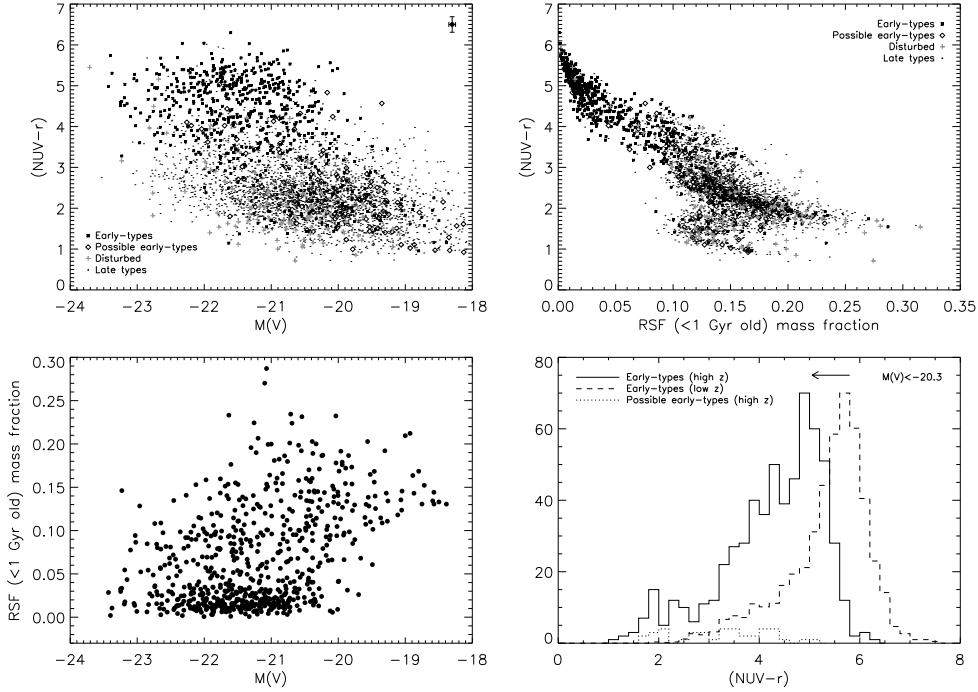 7
6
5
4
3
2
1
0
(NUV−r)
Early−types
Possible early−types
Disturbed
Late types
−24 −23 −22 −21 −20 −19 −18
M(V)
7
6
5
4
3
2
1
0
(NUV−r)
Early−types
Possible early−types
Disturbed
Late types
0.00 0.05 0.10 0.15 0.20 0.25 0.30 0.35
RSF (<1 Gyr old) mass fraction
0.30
0.25
0.20
0.15
0.10
0.05
0.00
RSF (<1 Gyr old) mass fraction
−24 −23 −22 −21 −20 −19 −18
M(V)
80
60
40
20
0
Early−types (high z)
Early−types (low z)
Possible early−types (high z)
M(V)<−20.3
0 2 4 6 8
(NUV−r)